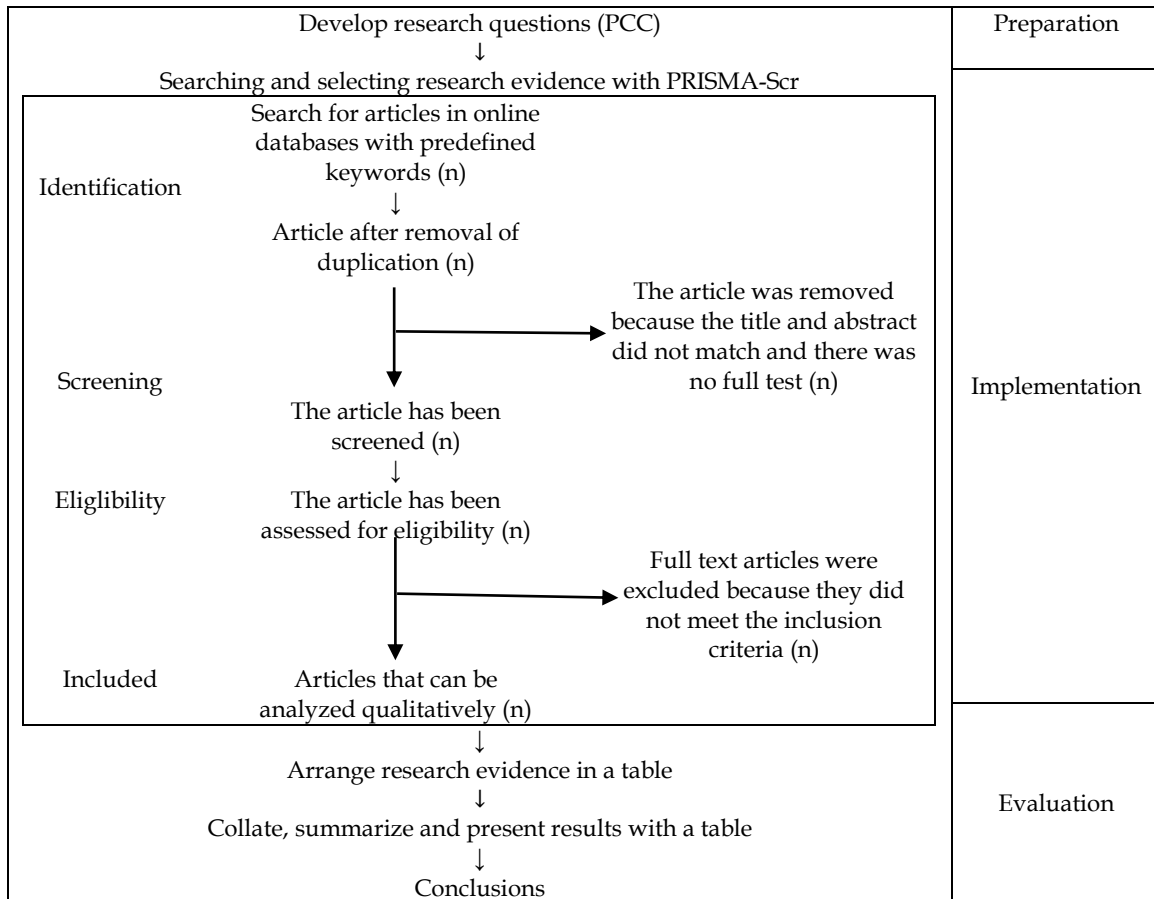 Develop research questions (PCC)
Preparation
↓
Searching and selecting research evidence with PRISMA-Scr
Search for articles in online
databases with predefined
keywords (n)
Identification
↓
Article after removal of
duplication (n)
The article was removed
because the title and abstract
did not match and there was
no full test (n)
Screening
Implementation
The article has been
screened (n)
↓
Eliglibility
The article has been
assessed for eligibility (n)
Full text articles were
excluded because they did
not meet the inclusion
criteria (n)
Included
Articles that can be
analyzed qualitatively (n)
↓
Arrange research evidence in a table
↓
Collate, summarize and present results with a table
Evaluation
↓
Conclusions